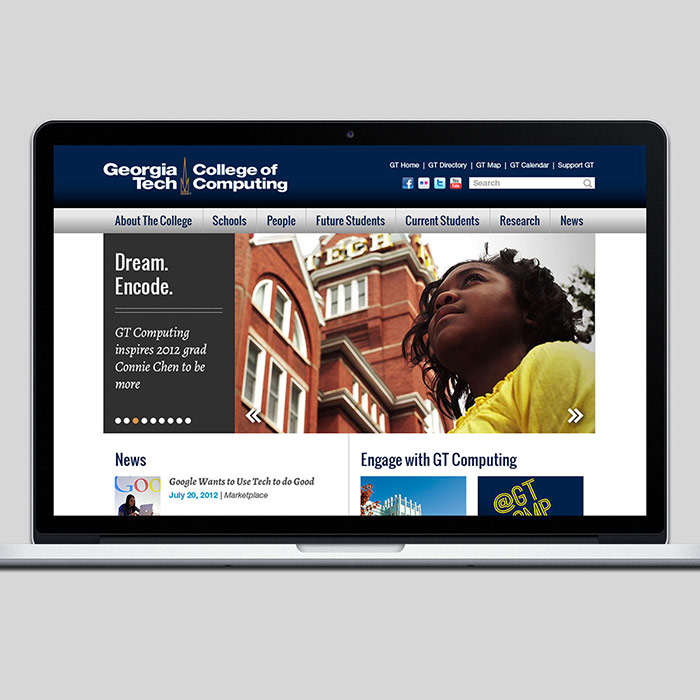 Georgia Tech
College of Computing
GT Home | GT Directory | GT Map | GT Calendar | Support GT
Search
About The College
Schools
People
Future Students
Current Students
Research
News
Dream.
Encode.
GT Computing
inspires 2012 grad
Connie Chen to be
more
TECH
News
Google Wants to Use Tech to do Good
July 20, 2012 | Marketplace
Engage with GT Computing
@GT